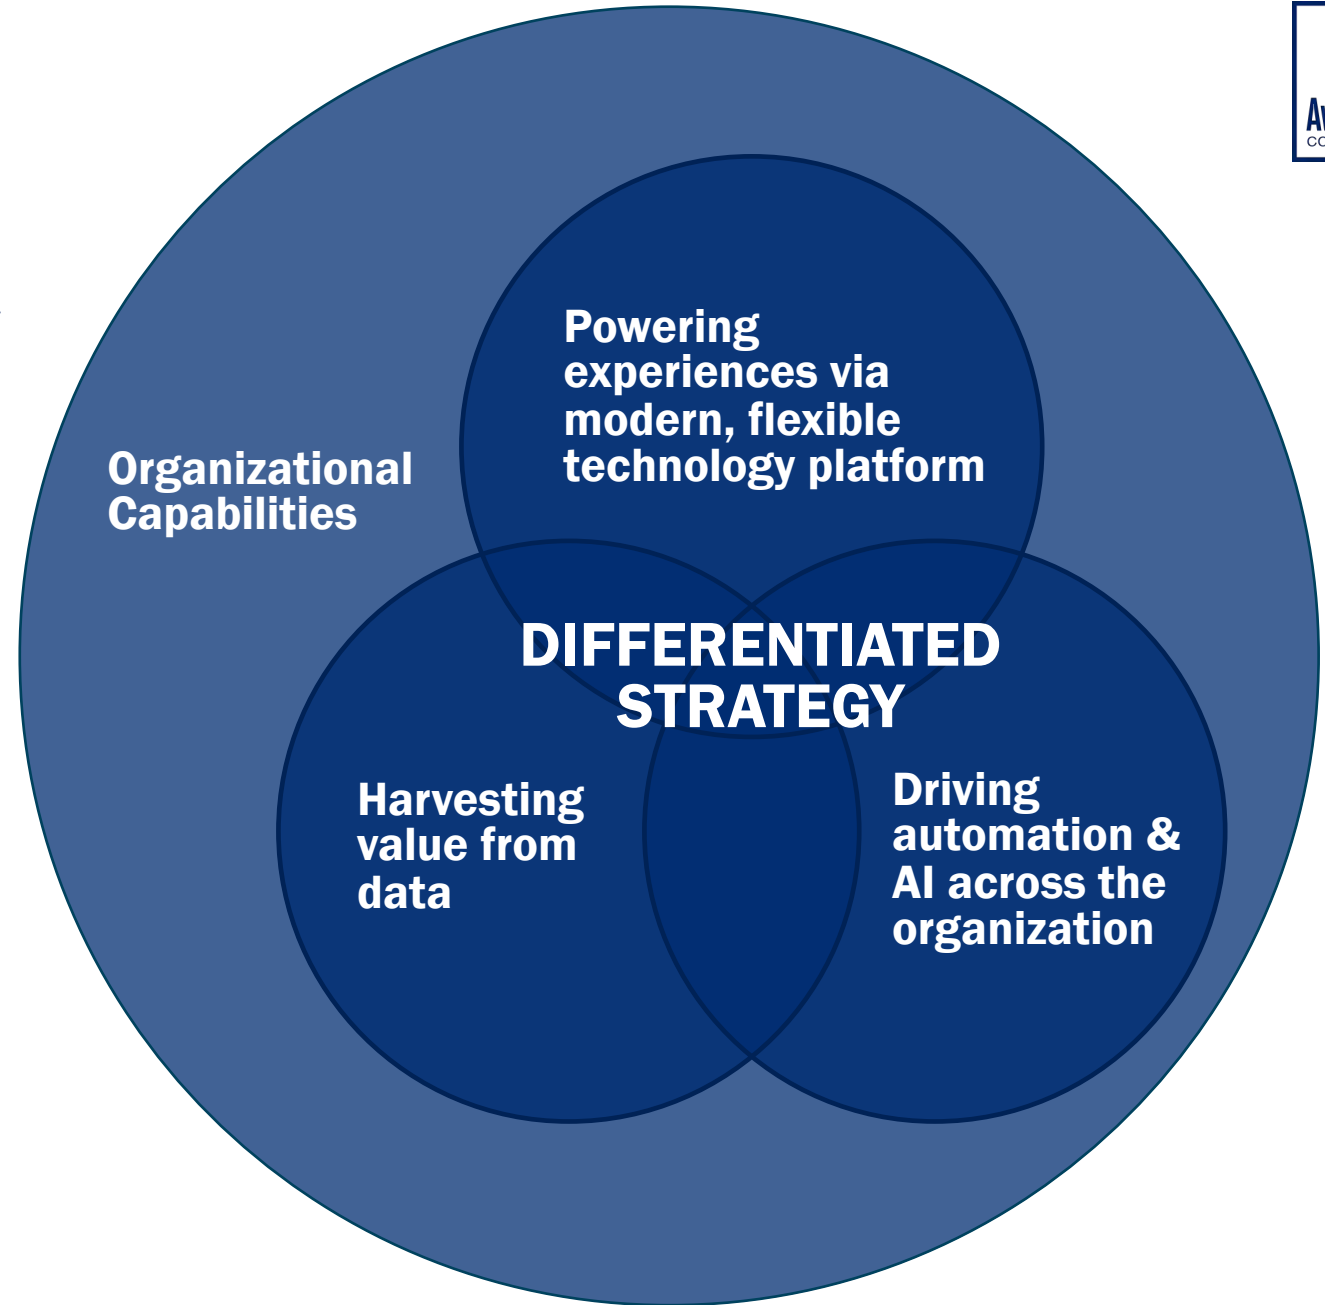 Powering
experiences via
modern, flexible
technology platform
Organizational
Capabilities
DIFFERENTIATED
STRATEGY
Harvesting
value from
data
Driving
automation &
AI across the
organization